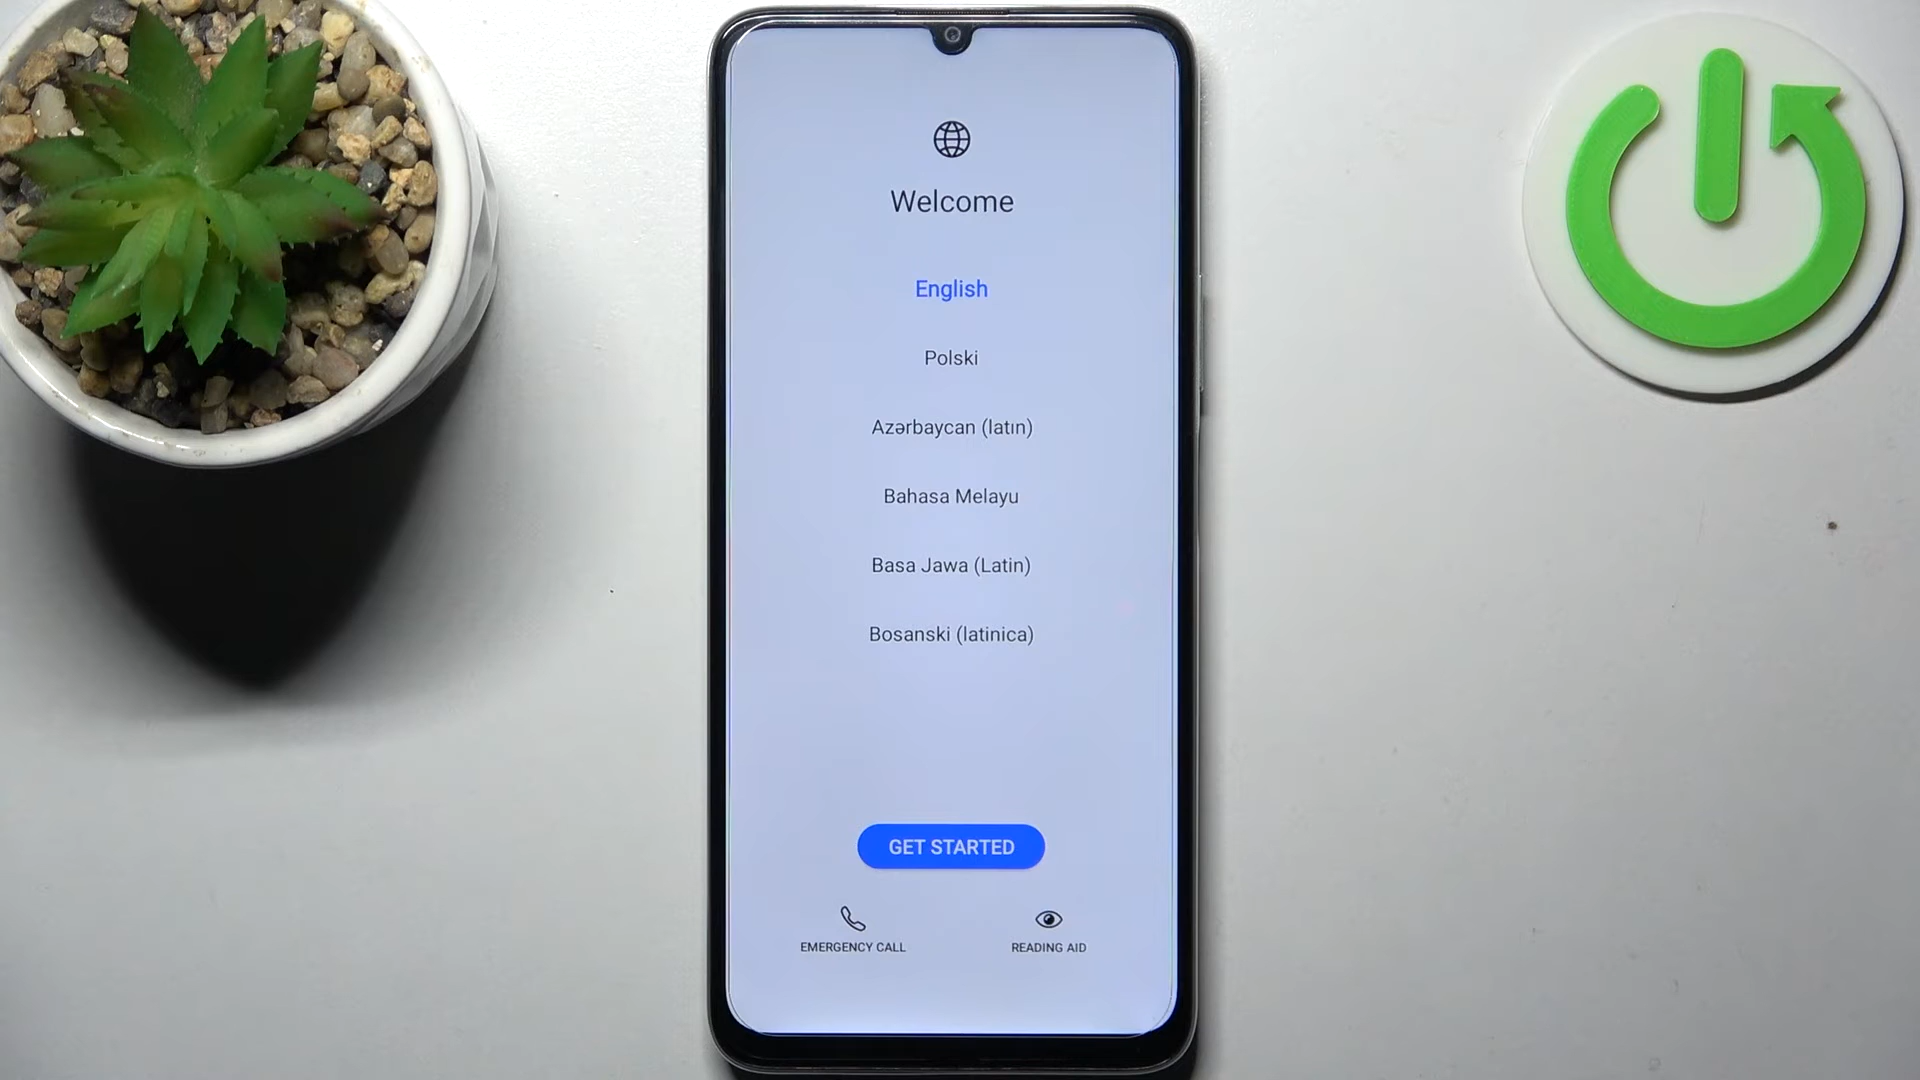 Welcome
English
Polski
Azərbaycan (latın)
Bahasa Melayu
Basa Jawa (Latin)
Bosanski (latinica)
GET STARTED
EMERGENCY CALL
READING AID